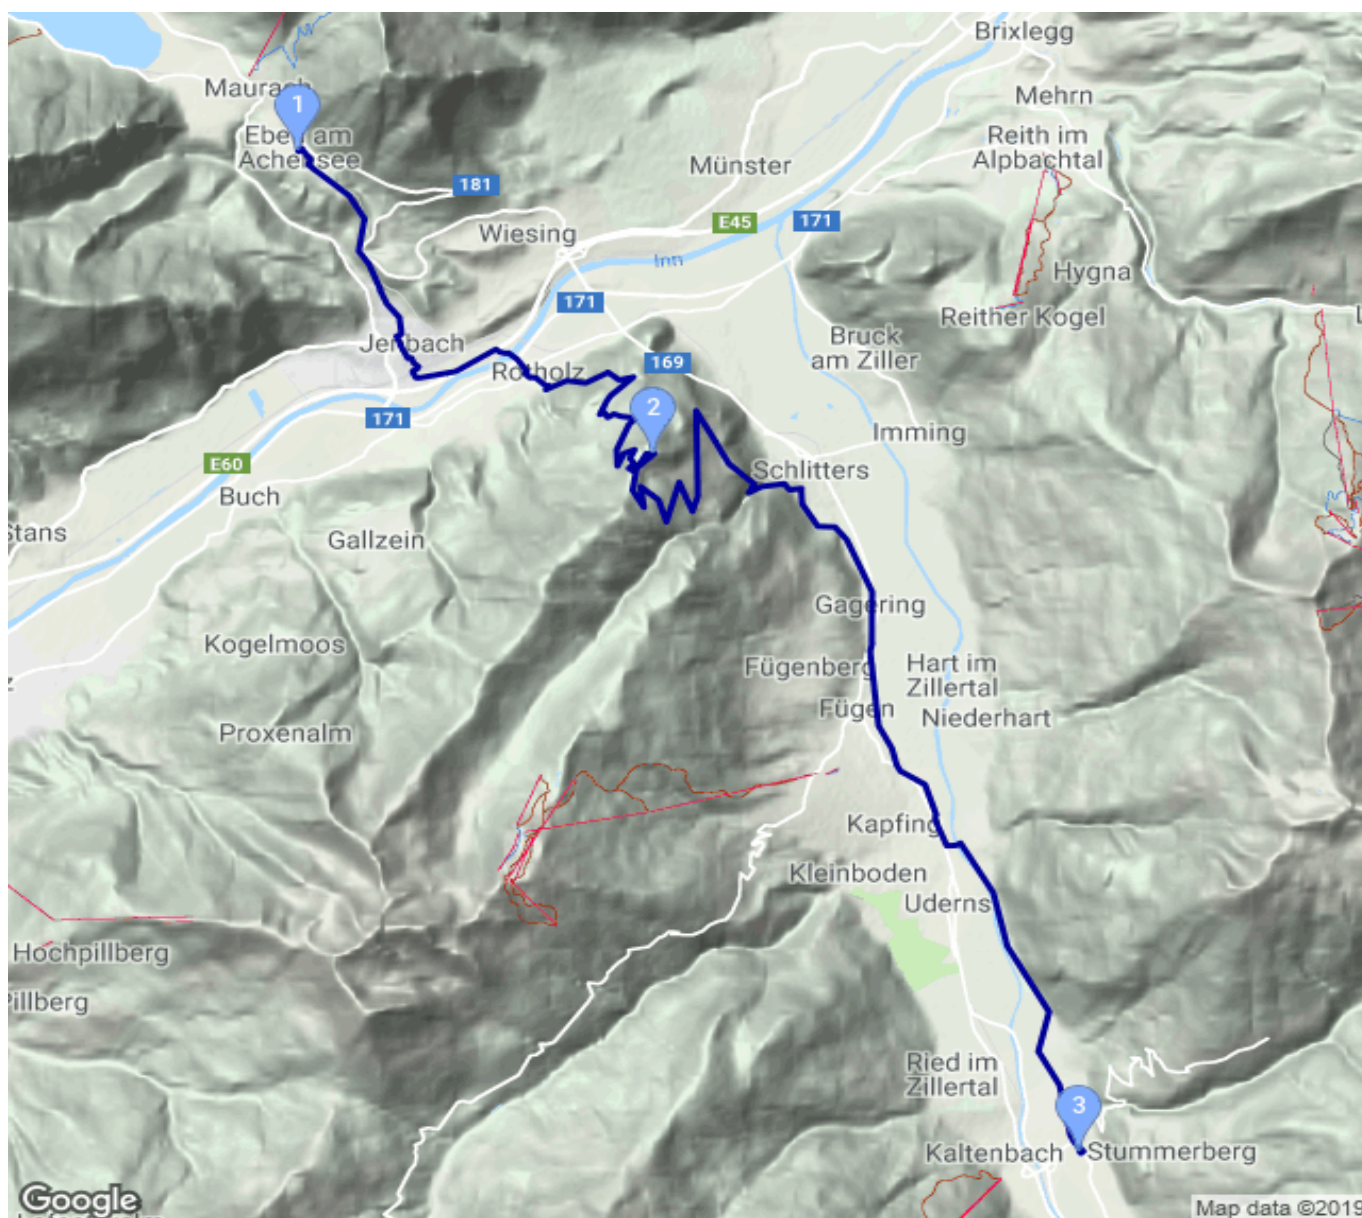 Brixlegg
Maurach
Mehrn
1
Eben am
Achensee
Reith im
Alpbachtal
Münster
181
E45
171
Wiesing
Inn
Hygna
171
Reither Kogel
Jenbach
Bruck
am Ziller
Rotholz
169
2
171
Imming
E60
Schlitters
Buch
Stans
Gallzein
Gagering
Kogelmoos
Fügenberg
Hart im
Zillertal
Fügen
Niederhart
Proxenalm
Kapfing
Kleinboden
Uderns
Hochpillberg
Pillberg
Ried im
Zillertal
3
Kaltenbach
Stummerberg
Google
Map data ©2019